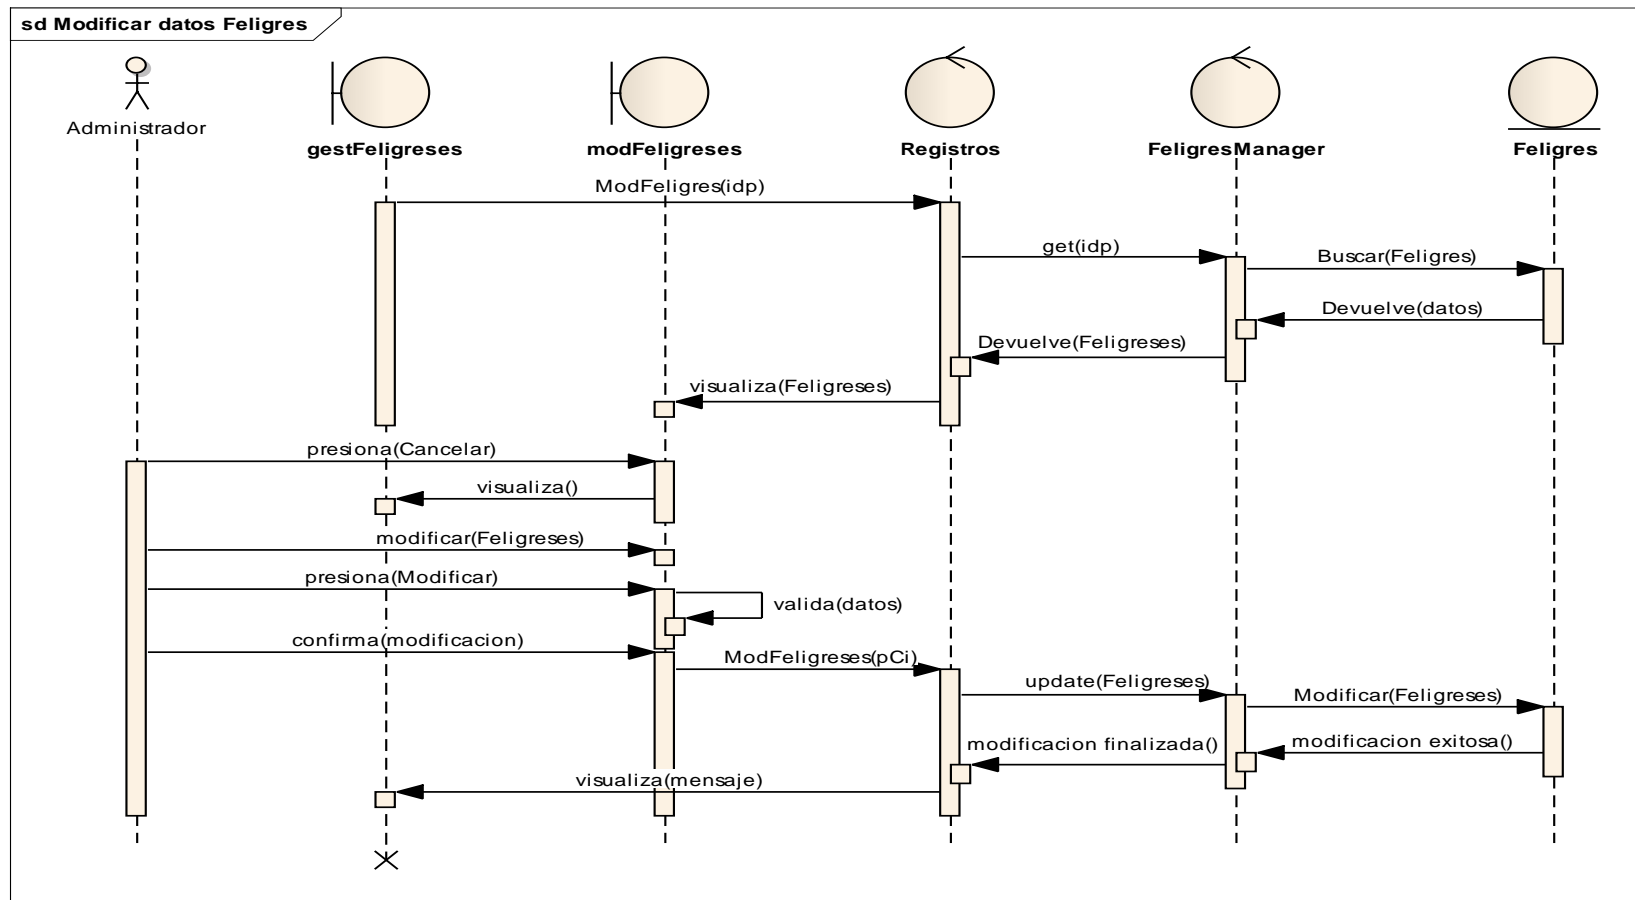 sd Modificar datos Feligres
Administrador
gestFeligreses
modFeligreses
Registros
FeligresManager
Feligres
ModFeligres(idp)
get(idp)
Buscar(Feligres)
Devuelve(datos)
Devuelve(Feligreses)
visualiza(Feligreses)
presiona(Cancelar)
visualiza()
modificar(Feligreses)
presiona(Modificar)
valida(datos)
confirma(modificacion)
ModFeligreses(pCi)
update(Feligreses)
Modificar(Feligreses)
modificacion exitosa()
modificacion finalizada()
visualiza(mensaje)